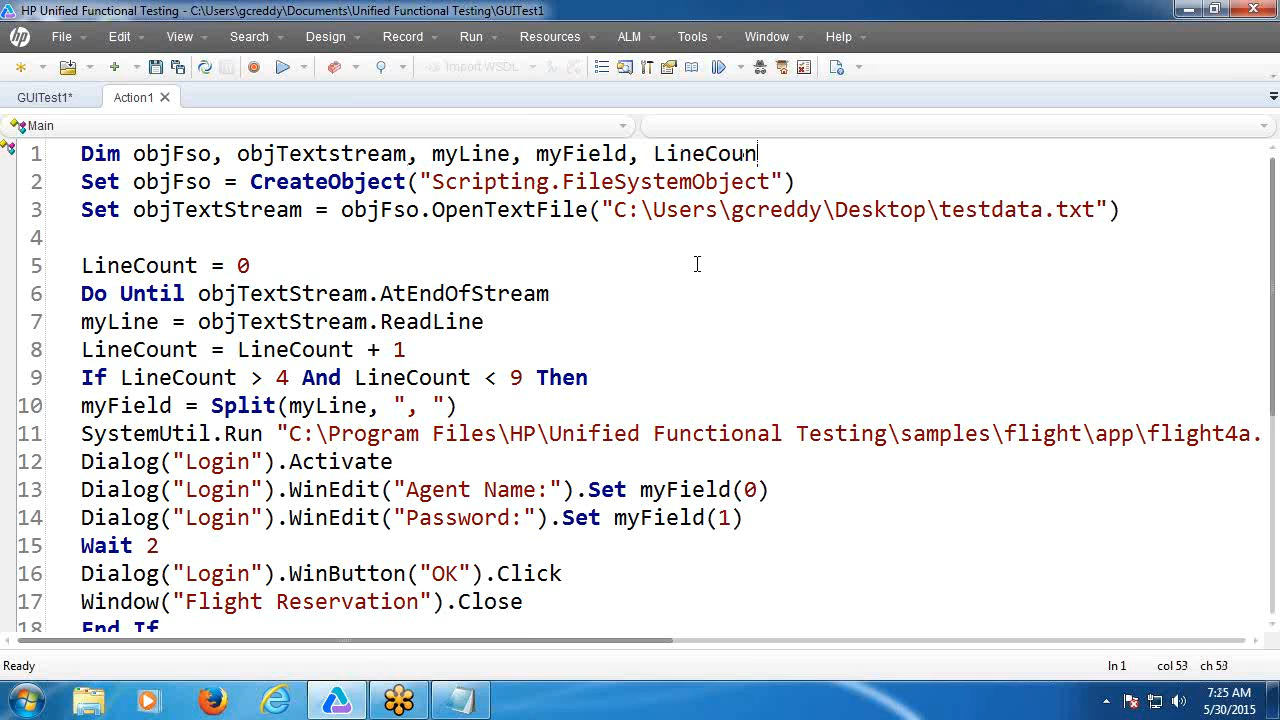 HP Unified Functional Testing - C:\Users\gcreddy\Documents\Unified Functional Testing\GUITest1
hp File Edit View Search Design Record Run Resources ALM Tools Window Help
Import WSDL
GUITest1* Action1
Main
1 Dim objFso, objTextstream, myLine, myField, LineCoun
2 Set objFso = CreateObject("Scripting.FileSystemObject")
3 Set objTextStream = objFso.OpenTextFile("C:\Users\gcreddy\Desktop\testdata.txt")
4
5 LineCount = 0
6 Do Until objTextStream.AtEndOfStream
7 myLine = objTextStream.ReadLine
8 LineCount = LineCount + 1
9 If LineCount > 4 And LineCount < 9 Then
10 myField = Split(myLine, ", ")
11 SystemUtil.Run "C:\Program Files\HP\Unified Functional Testing\samples\flight\app\flight4a.
12 Dialog("Login").Activate
13 Dialog("Login").WinEdit("Agent Name:").Set myField(0)
14 Dialog("Login").WinEdit("Password:").Set myField(1)
15 Wait 2
16 Dialog("Login").WinButton("OK").Click
17 Window("Flight Reservation").Close
18 End If
Ready ln 1 col 53 ch 53
7:25 AM
5/30/2015